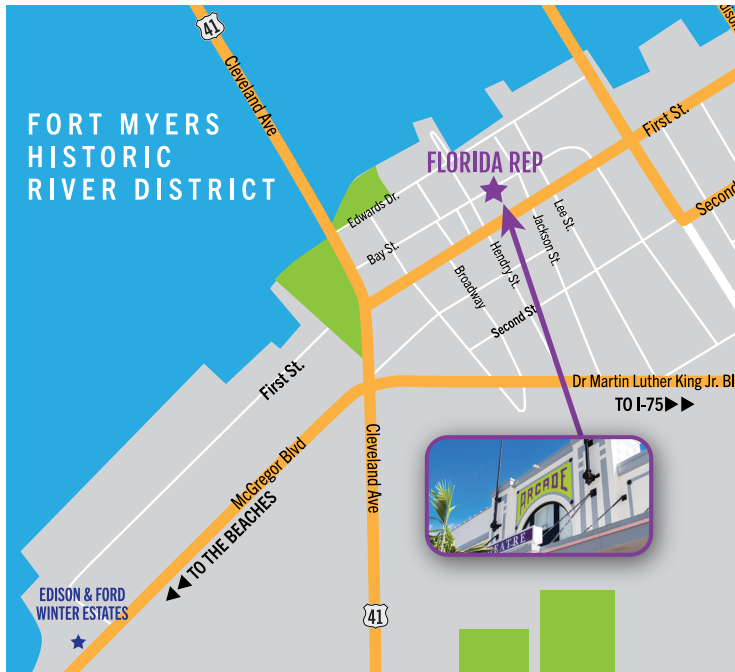 41
Cleveland Ave
FORT MYERS
HISTORIC
RIVER DISTRICT
First St.
FLORIDA REP
Edwards Dr.
Bay St.
Broadway
Hendry St.
Jackson St.
Lee St.
Second
Second St
First St.
Dr Martin Luther King Jr. Bl
TO I-75▶▶
McGregor Blvd
◀◀ TO THE BEACHES
Cleveland Ave
ARCADE
EATRE
EDISON & FORD
WINTER ESTATES
41